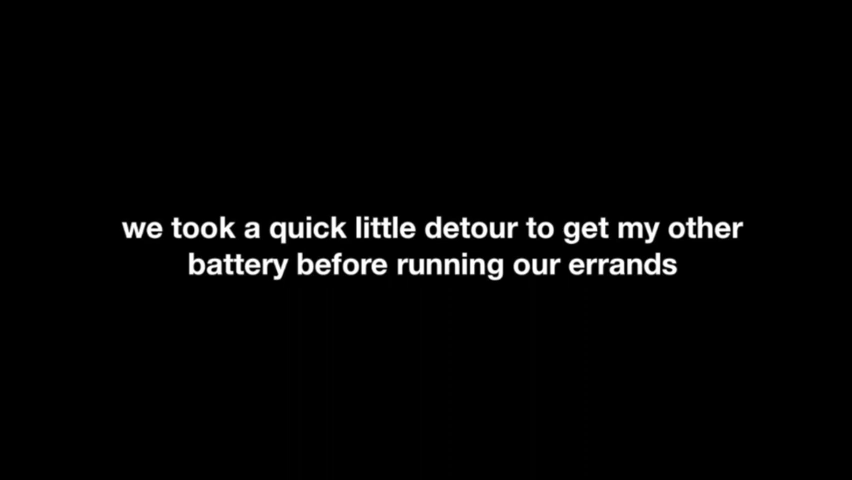 we took a quick little detour to get my other
battery before running our errands